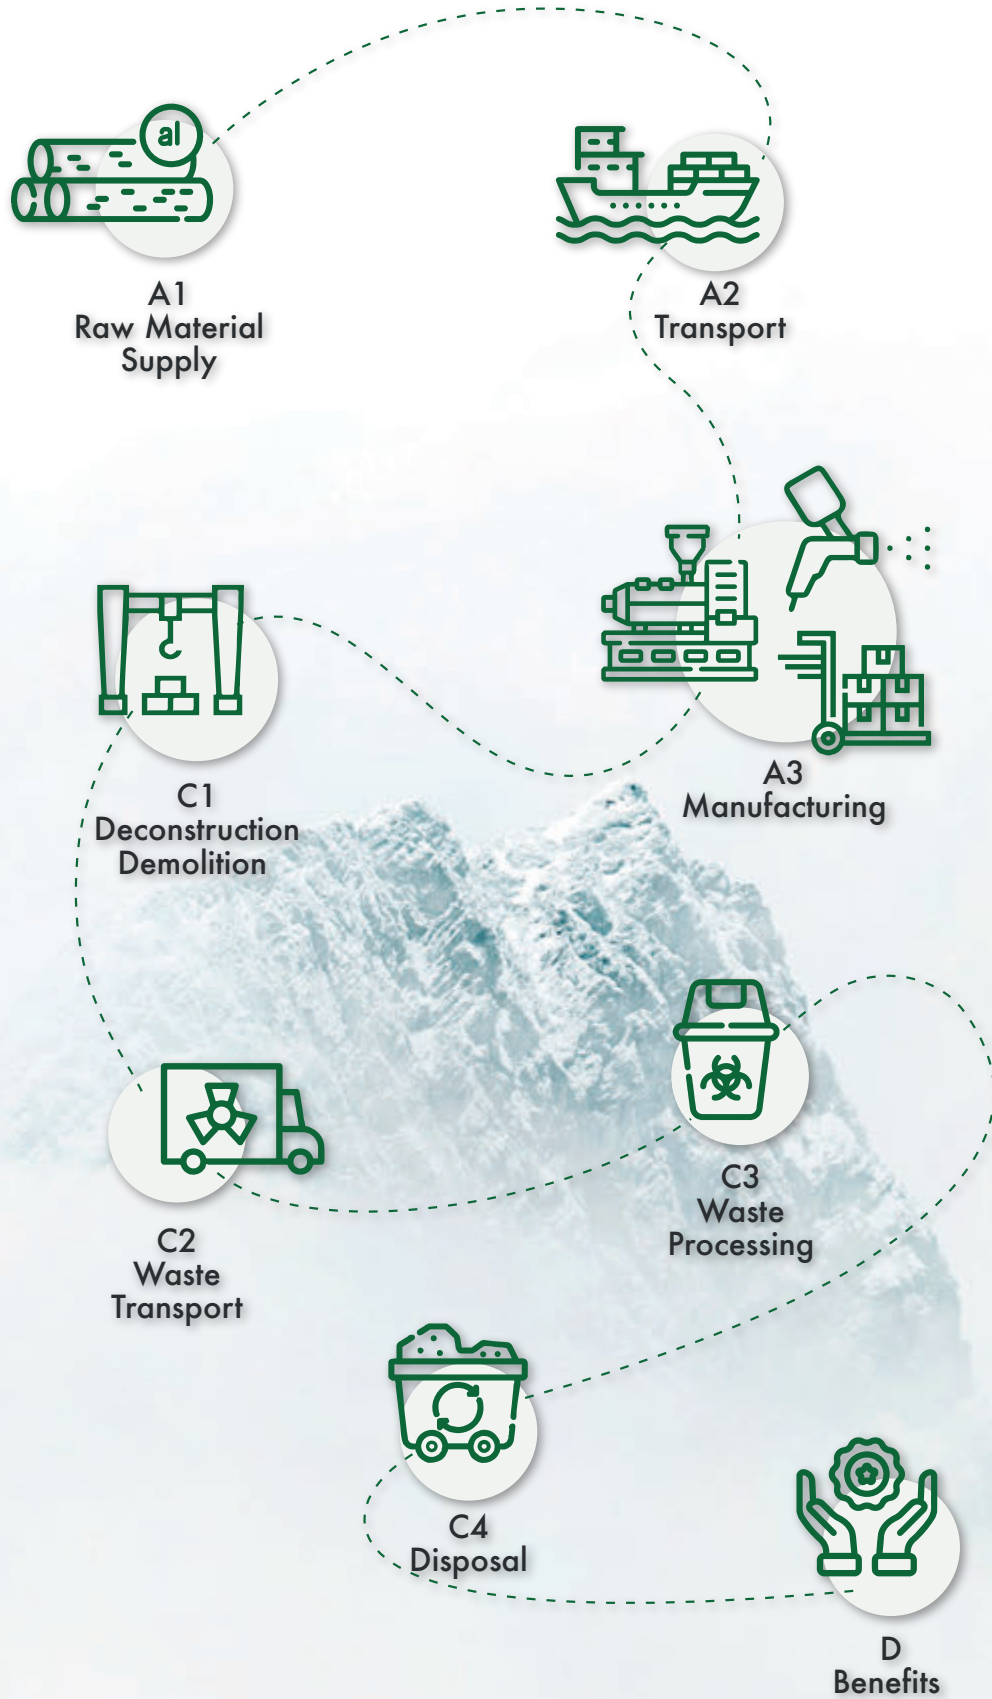 al
A1
Raw Material
Supply
A2
Transport
A3
Manufacturing
C1
Deconstruction
Demolition
C2
Waste
Transport
C3
Waste
Processing
C4
Disposal
D
Benefits